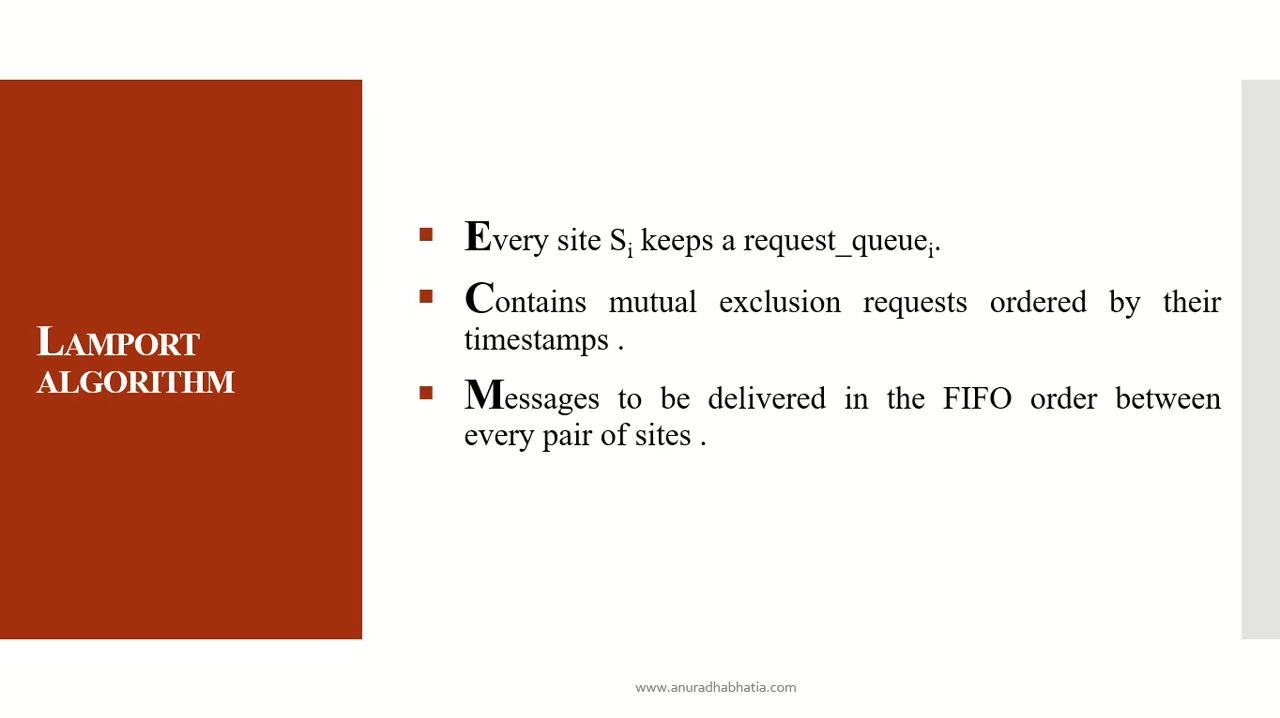 LAMPORT
ALGORITHM
Every site Si keeps a request_queuei.
Contains mutual exclusion requests ordered by their
timestamps .
Messages to be delivered in the FIFO order between
every pair of sites .
www.anuradhabhatia.com